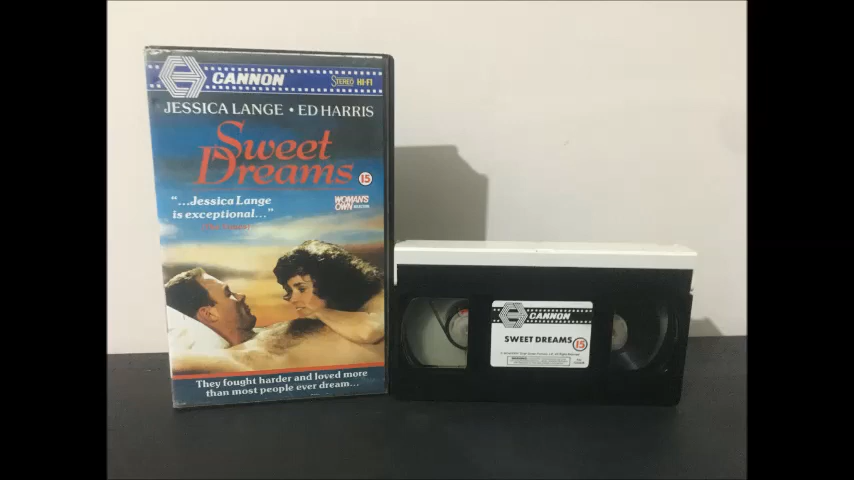 CANNON
STEREO HI-FI
JESSICA LANGE • ED HARRIS
Sweet
Dreams
15
"...Jessica Lange
is exceptional..."
WOMAN'S
OWN
They fought harder and loved more
than most people ever dream...
CANNON
SWEET DREAMS
15